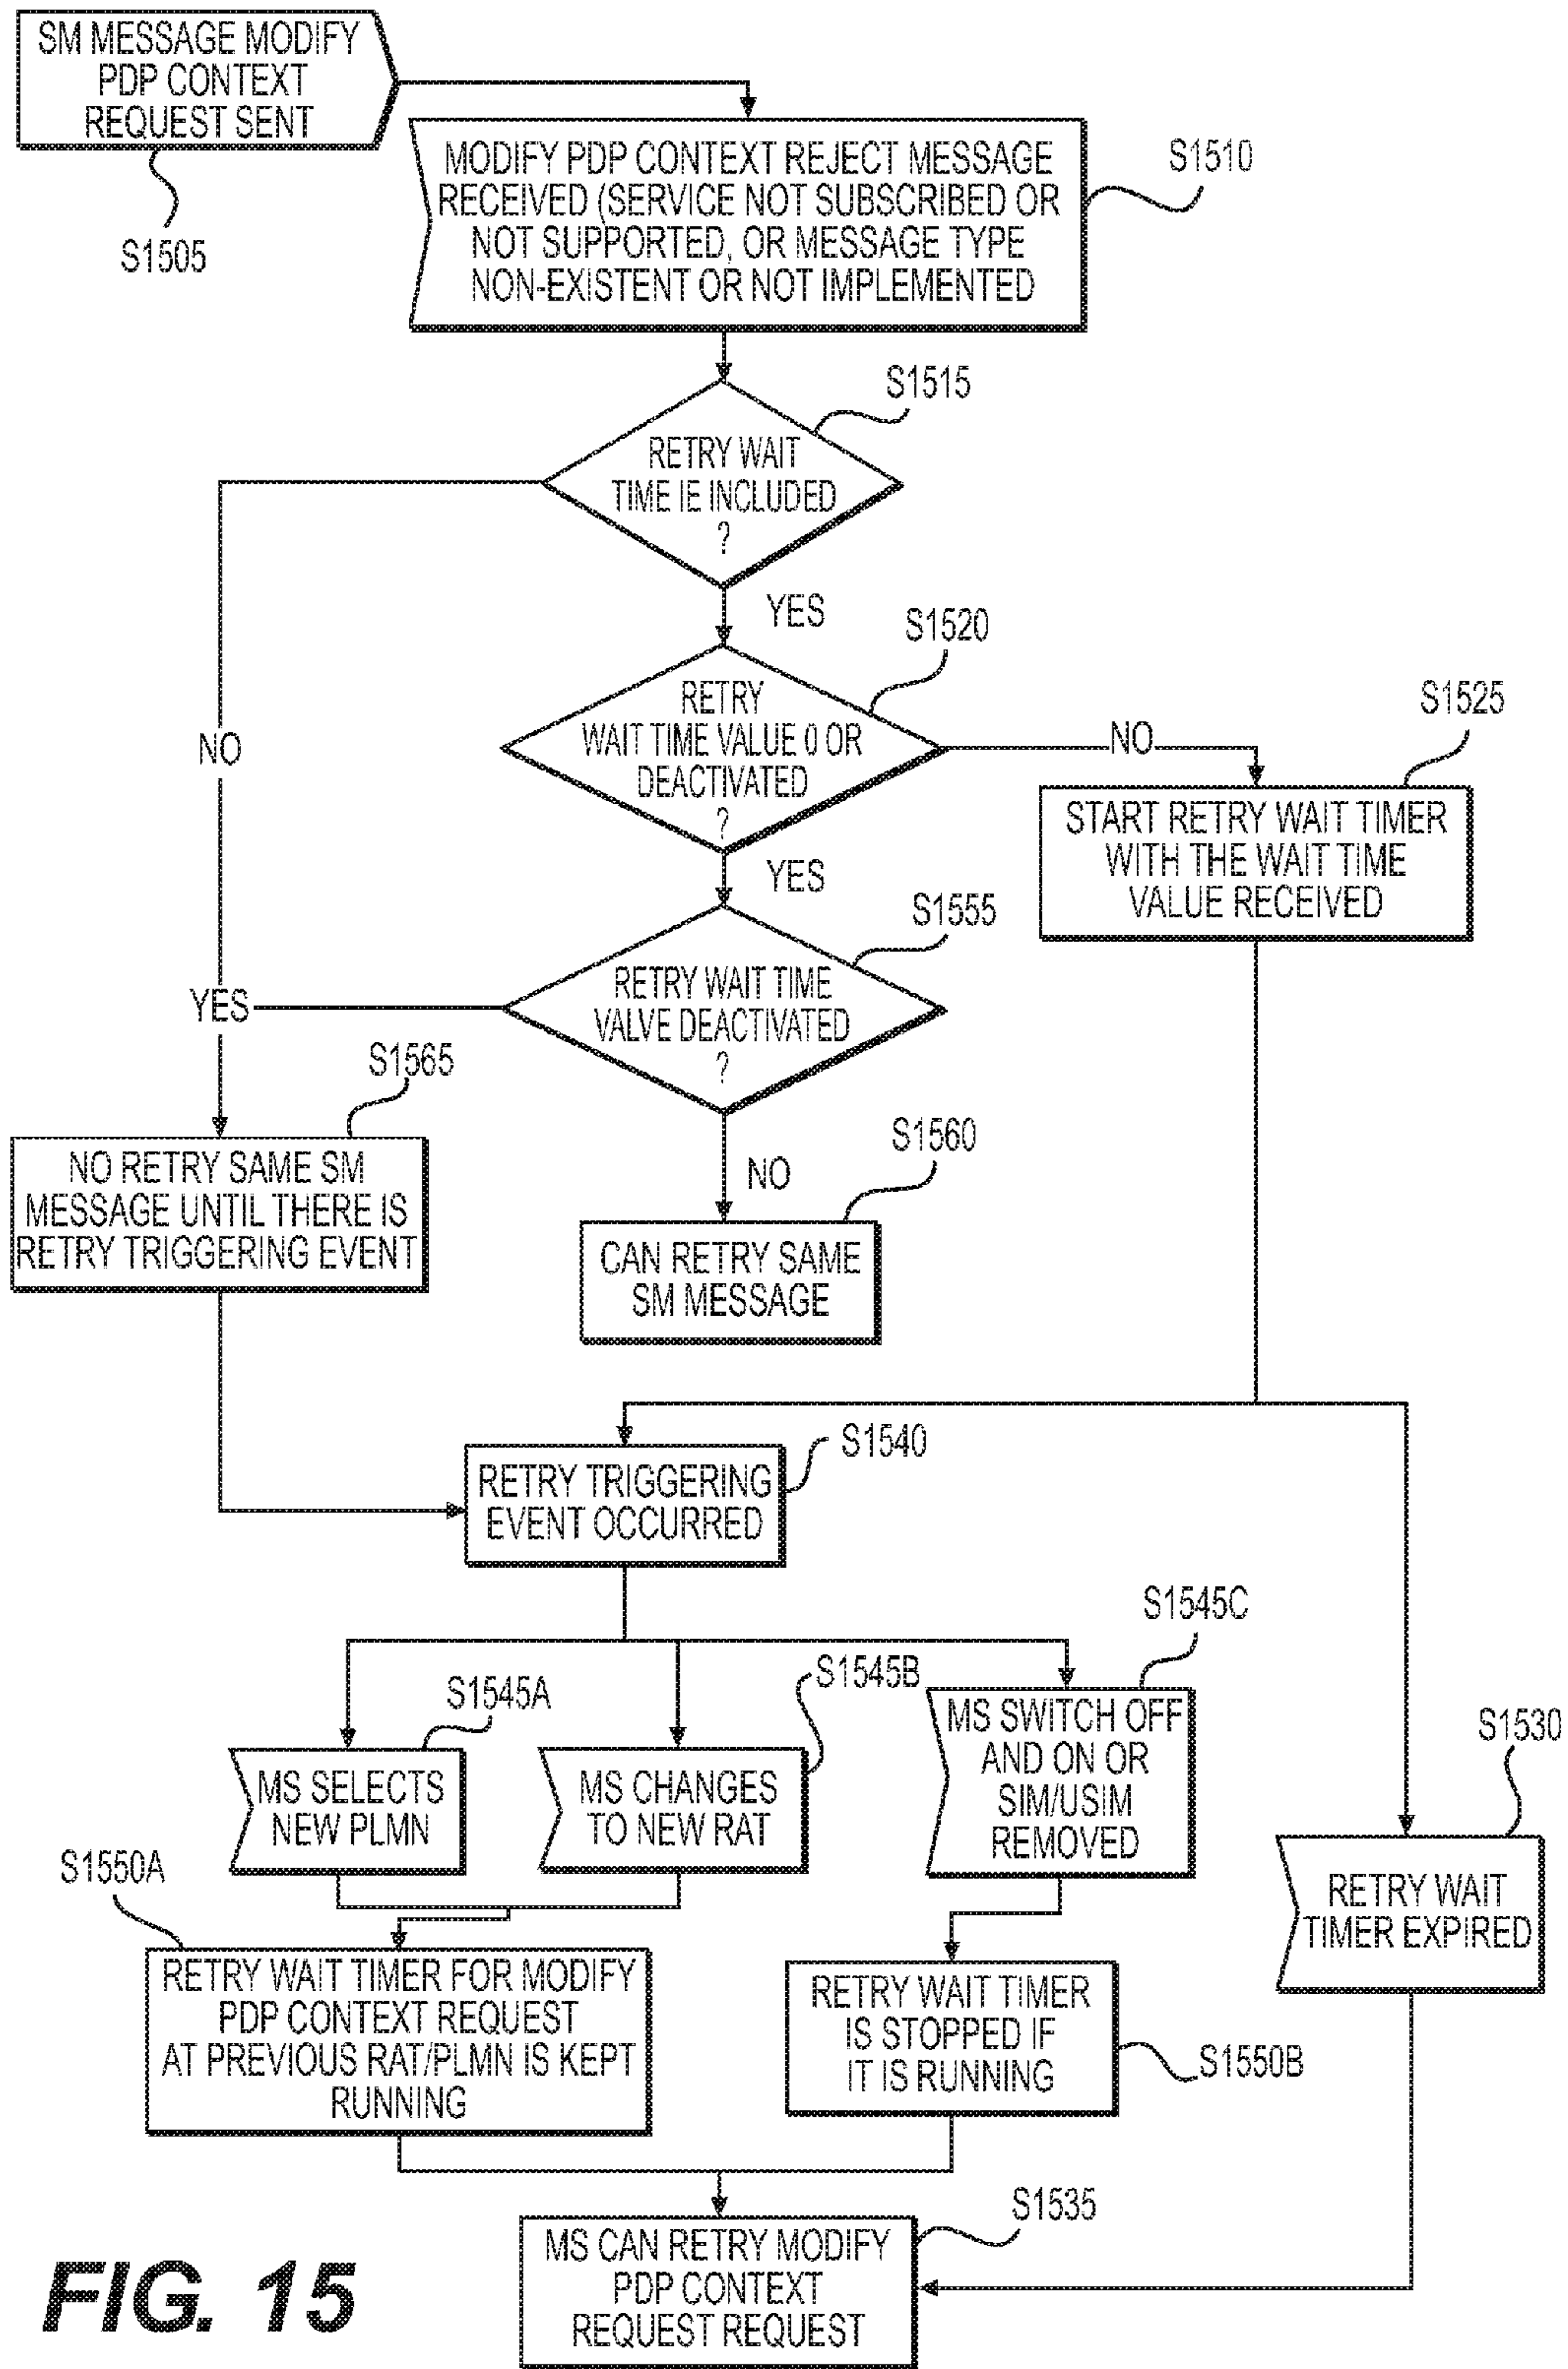 SM MESSAGE MODIFY
PDP CONTEXT
REQUEST SENT
S1505
MODIFY PDP CONTEXT REJECT MESSAGE
RECEIVED (SERVICE NOT SUBSCRIBED OR
NOT SUPPORTED, OR MESSAGE TYPE
NON-EXISTENT OR NOT IMPLEMENTED
S1510
S1515
RETRY WAIT
TIME IE INCLUDED
?
YES
NO
S1520
RETRY
WAIT TIME VALUE 0 OR
DEACTIVATED
?
NO
YES
S1525
START RETRY WAIT TIMER
WITH THE WAIT TIME
VALUE RECEIVED
S1555
RETRY WAIT TIME
VALVE DEACTIVATED
?
YES
NO
S1565
NO RETRY SAME SM
MESSAGE UNTIL THERE IS
RETRY TRIGGERING EVENT
S1560
CAN RETRY SAME
SM MESSAGE
S1540
RETRY TRIGGERING
EVENT OCCURRED
S1545A
MS SELECTS
NEW PLMN
S1545B
MS CHANGES
TO NEW RAT
S1545C
MS SWITCH OFF
AND ON OR
SIM/USIM
REMOVED
S1530
RETRY WAIT
TIMER EXPIRED
S1550A
RETRY WAIT TIMER FOR MODIFY
PDP CONTEXT REQUEST
AT PREVIOUS RAT/PLMN IS KEPT
RUNNING
RETRY WAIT TIMER
IS STOPPED IF
IT IS RUNNING
S1550B
S1535
MS CAN RETRY MODIFY
PDP CONTEXT
REQUEST REQUEST
FIG. 15